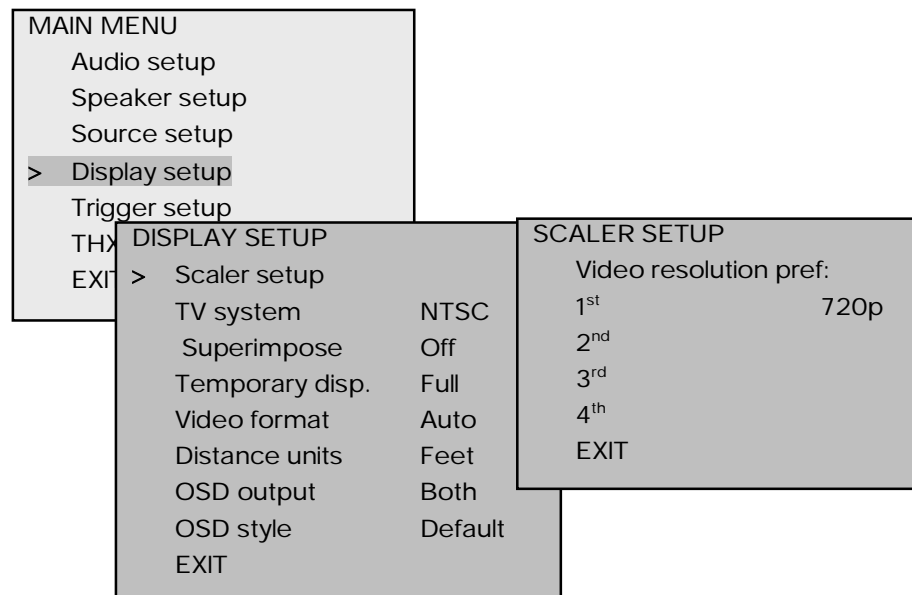 MAIN MENU
Audio setup
Speaker setup
Source setup
> Display setup
Trigger setup
THX
EXIT
DISPLAY SETUP
> Scaler setup
TV system NTSC
Superimpose Off
Temporary disp. Full
Video format Auto
Distance units Feet
OSD output Both
OSD style Default
EXIT
SCALER SETUP
Video resolution pref:
1st 720p
2nd
3rd
4th
EXIT